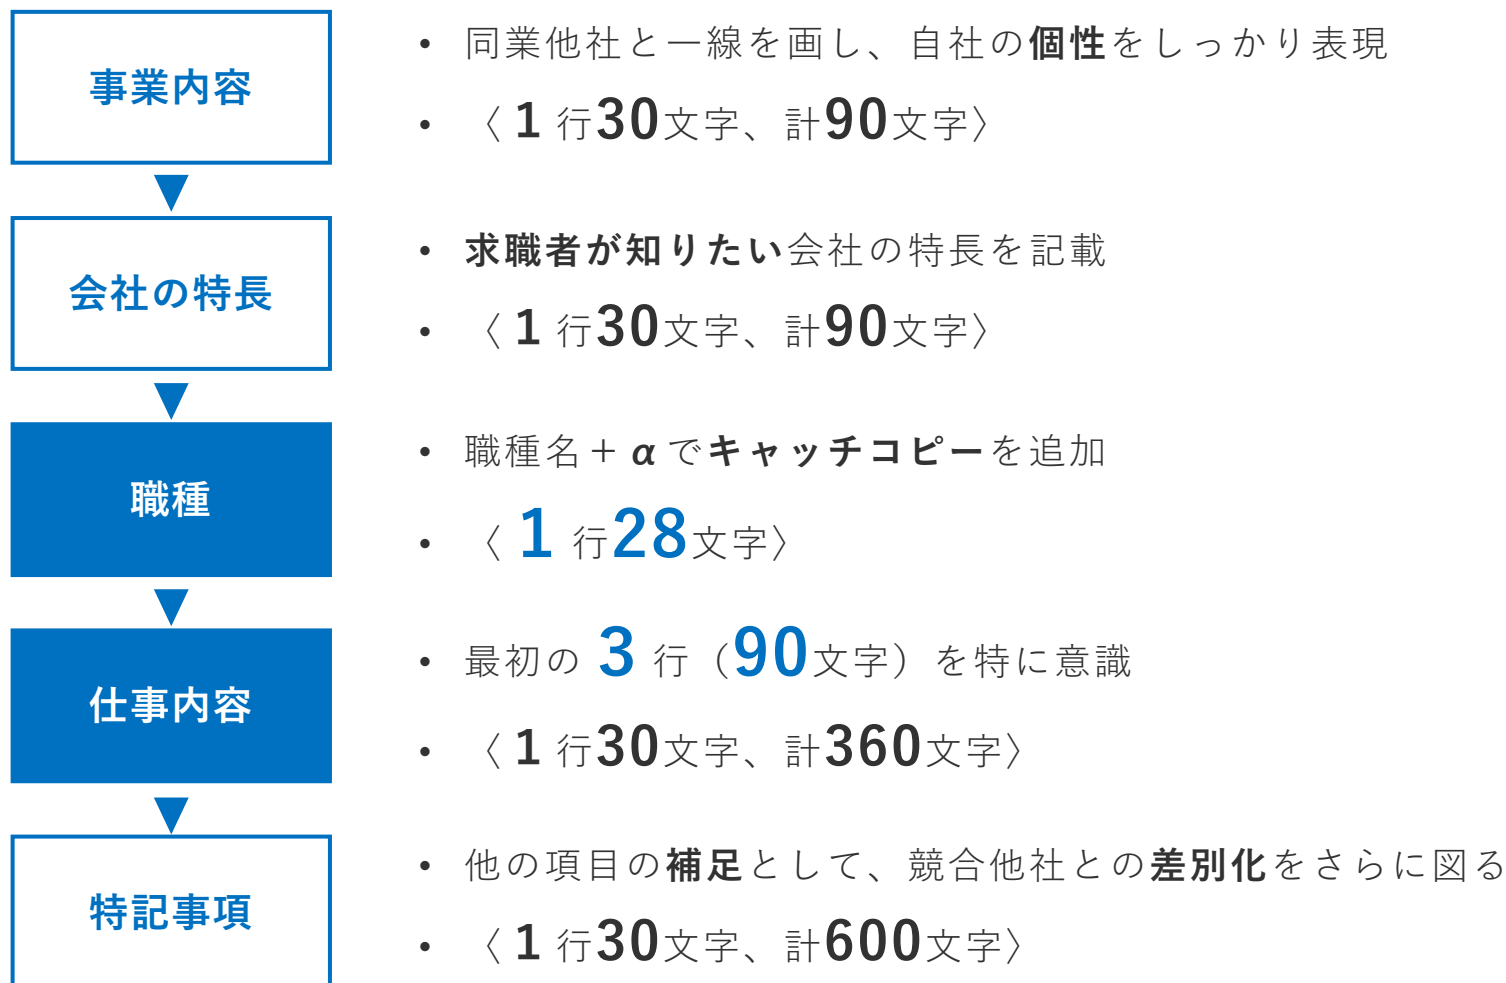 事業内容
• 同業他社と一線を画し、自社の個性をしっかり表現
• 〈1行30文字、計90文字〉
会社の特長
• 求職者が知りたい会社の特長を記載
• 〈1行30文字、計90文字〉
職種
• 職種名＋αでキャッチコピーを追加
• 〈1行28文字〉
仕事内容
• 最初の3行（90文字）を特に意識
• 〈1行30文字、計360文字〉
特記事項
• 他の項目の補足として、競合他社との差別化をさらに図る
• 〈1行30文字、計600文字〉